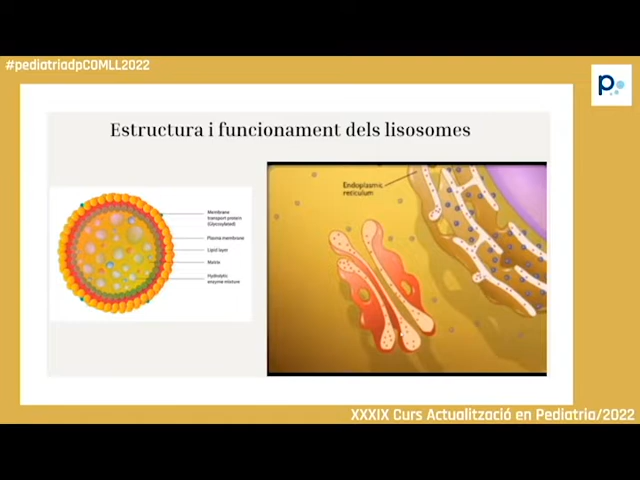 #pediatriadpCOMLL2022
p
Estructura i funcionament dels lisosomes
Membrane
transport protein
(Glycosylated)
Plasma membrane
Lipid layer
Matrix
Hydrolytic
enzyme mixture
Endoplasmic
reticulum
XXXIX Curs Actualització en Pediatria/2022